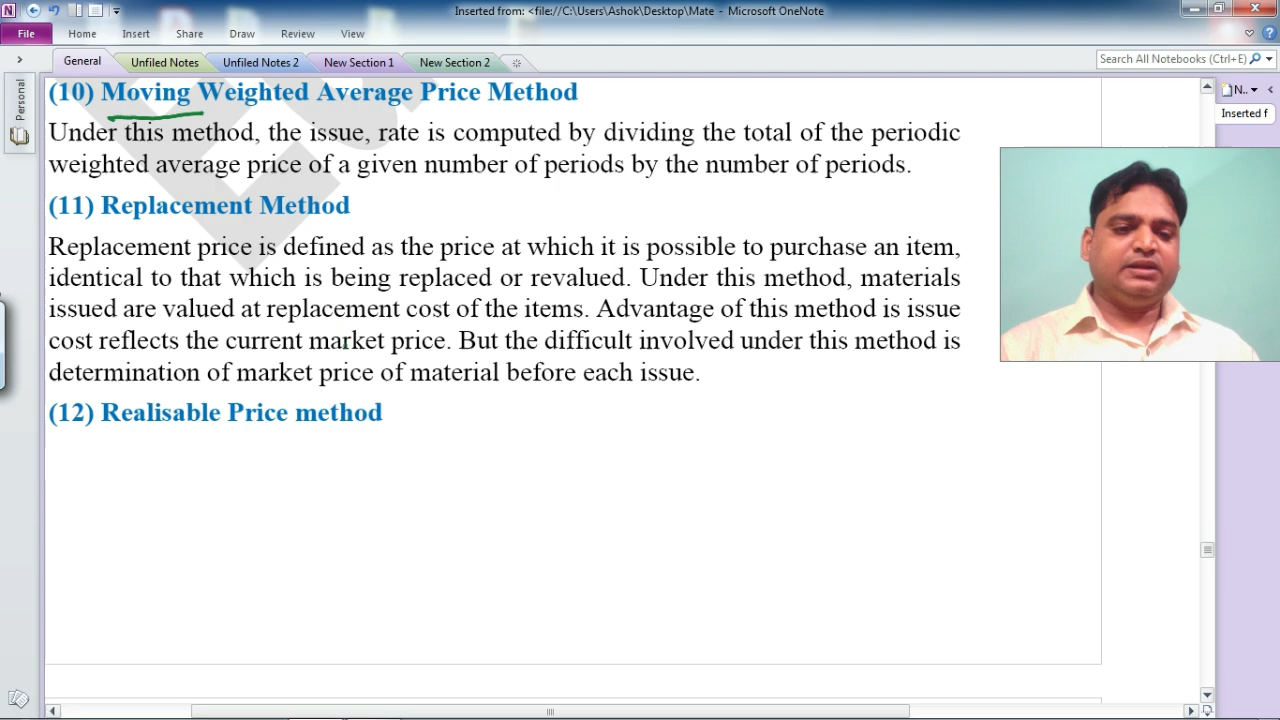 Inserted from: <file://C:\Users\Ashok\Desktop\Mate - Microsoft OneNote
File Home Insert Share Draw Review View
General Unfiled Notes Unfiled Notes 2 New Section 1 New Section 2
Search All Notebooks (Ctrl+E)
N..
Inserted f
Personal
(10) Moving Weighted Average Price Method
Under this method, the issue, rate is computed by dividing the total of the periodic
weighted average price of a given number of periods by the number of periods.
(11) Replacement Method
Replacement price is defined as the price at which it is possible to purchase an item,
identical to that which is being replaced or revalued. Under this method, materials
issued are valued at replacement cost of the items. Advantage of this method is issue
cost reflects the current market price. But the difficult involved under this method is
determination of market price of material before each issue.
(12) Realisable Price method